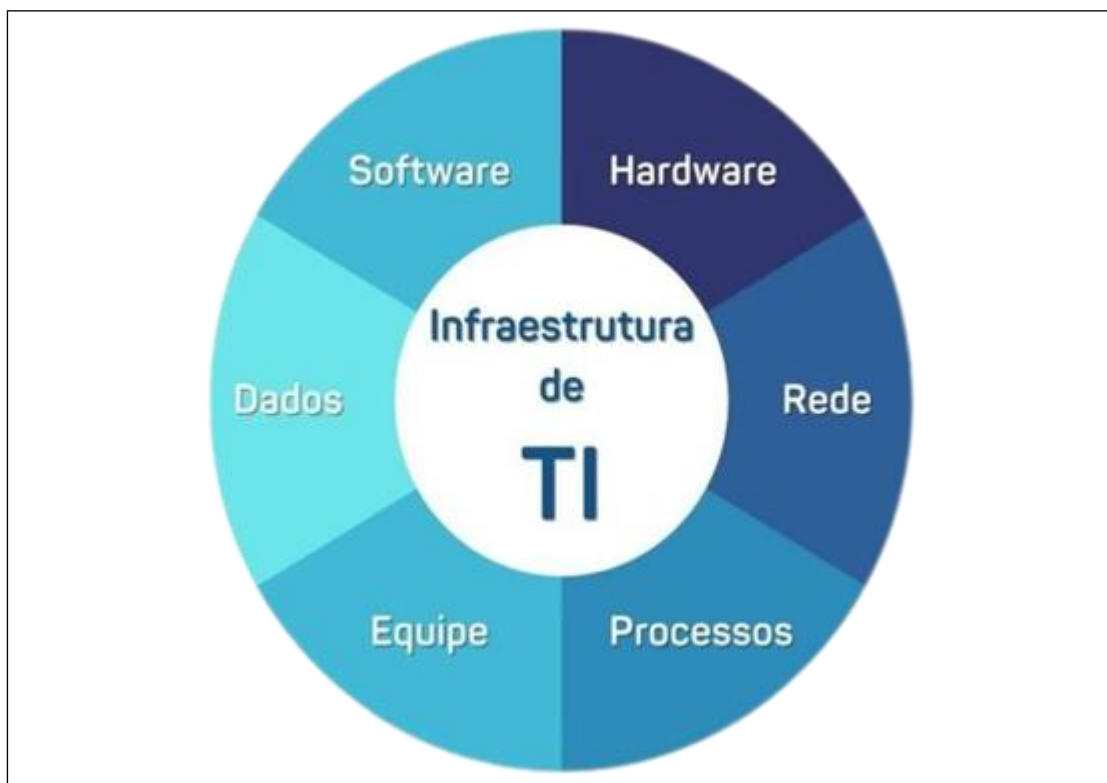 Software
Hardware
Infraestrutura
de
TI
Dados
Rede
Equipe
Processos